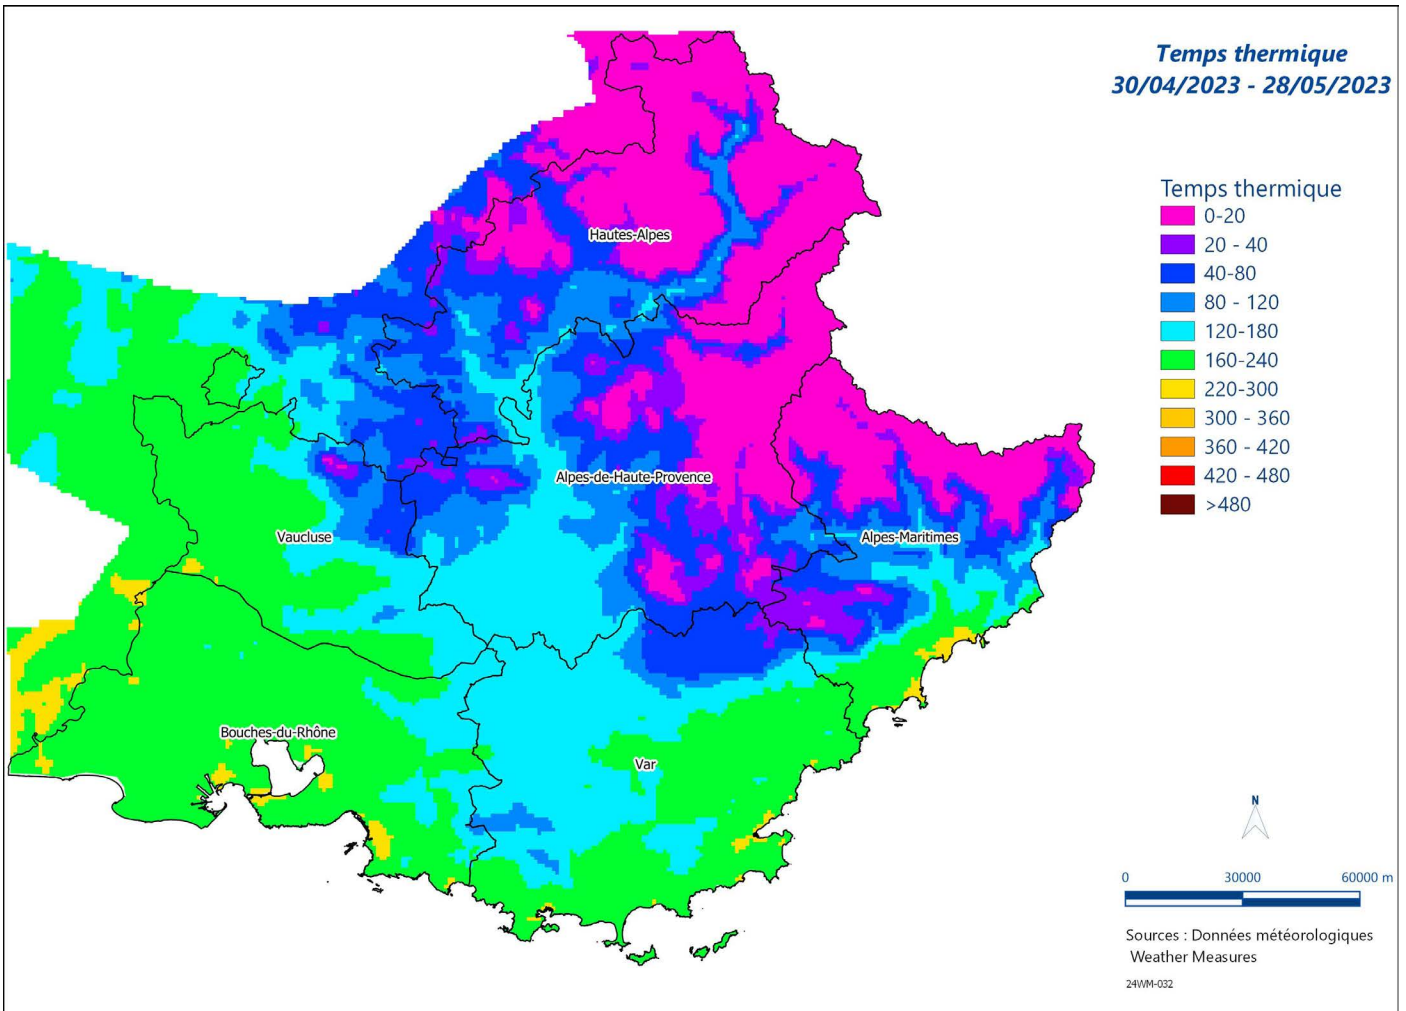 Temps thermique
30/04/2023 - 28/05/2023
Temps thermique
0-20
20 - 40
40-80
80 - 120
120-180
160-240
220-300
300 - 360
360 - 420
420 - 480
>480
Hautes-Alpes
Alpes-de-Haute-Provence
Vaucluse
Alpes-Maritimes
Bouches-du-Rhône
Var
N
0 30000 60000 m
Sources : Données météorologiques
Weather Measures
24WM-032